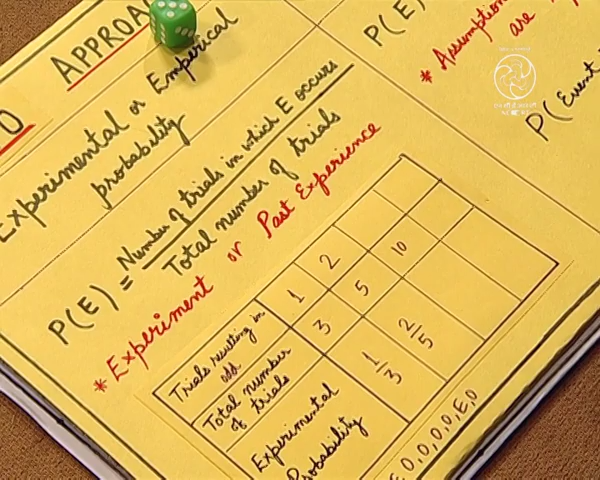 O
APPROA
Experimental or Emperical
probability
P(E) = Number of trials in which E occurs
Total number of trials
* Experiment or Past Experience
Trials resulting in odd 1 2
Total number of trials 3 5 10
Experimental Probability 1/3 2/5
E, O, O, O, O, E, O
P(E)
* Assumption
are
P(Event